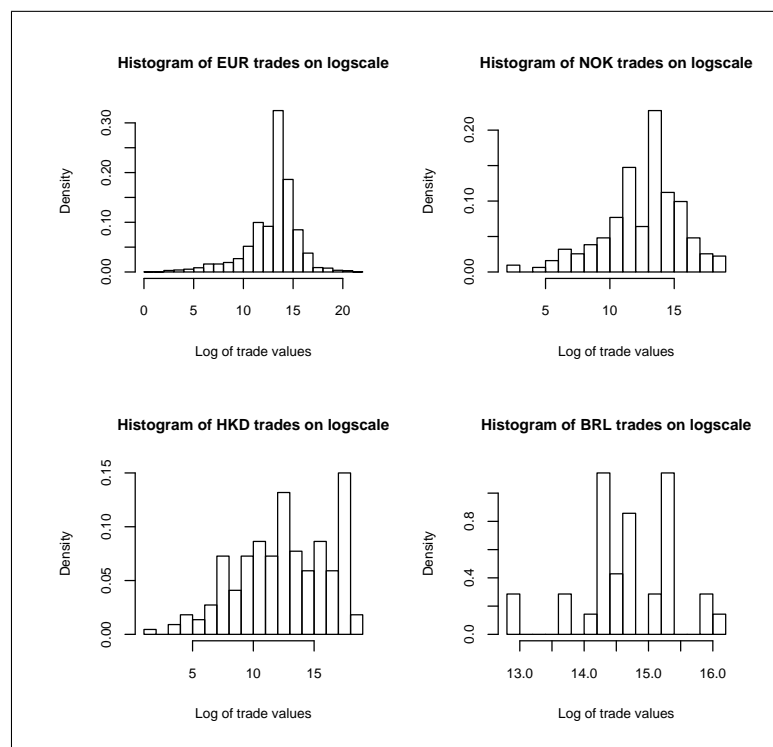 Histogram of EUR trades on logscale
Density
0.00 0.10 0.20 0.30
0 5 10 15 20
Log of trade values
Histogram of NOK trades on logscale
Density
0.00 0.10 0.20
5 10 15
Log of trade values
Histogram of HKD trades on logscale
Density
0.00 0.05 0.10 0.15
5 10 15
Log of trade values
Histogram of BRL trades on logscale
Density
0.0 0.4 0.8
13.0 14.0 15.0 16.0
Log of trade values